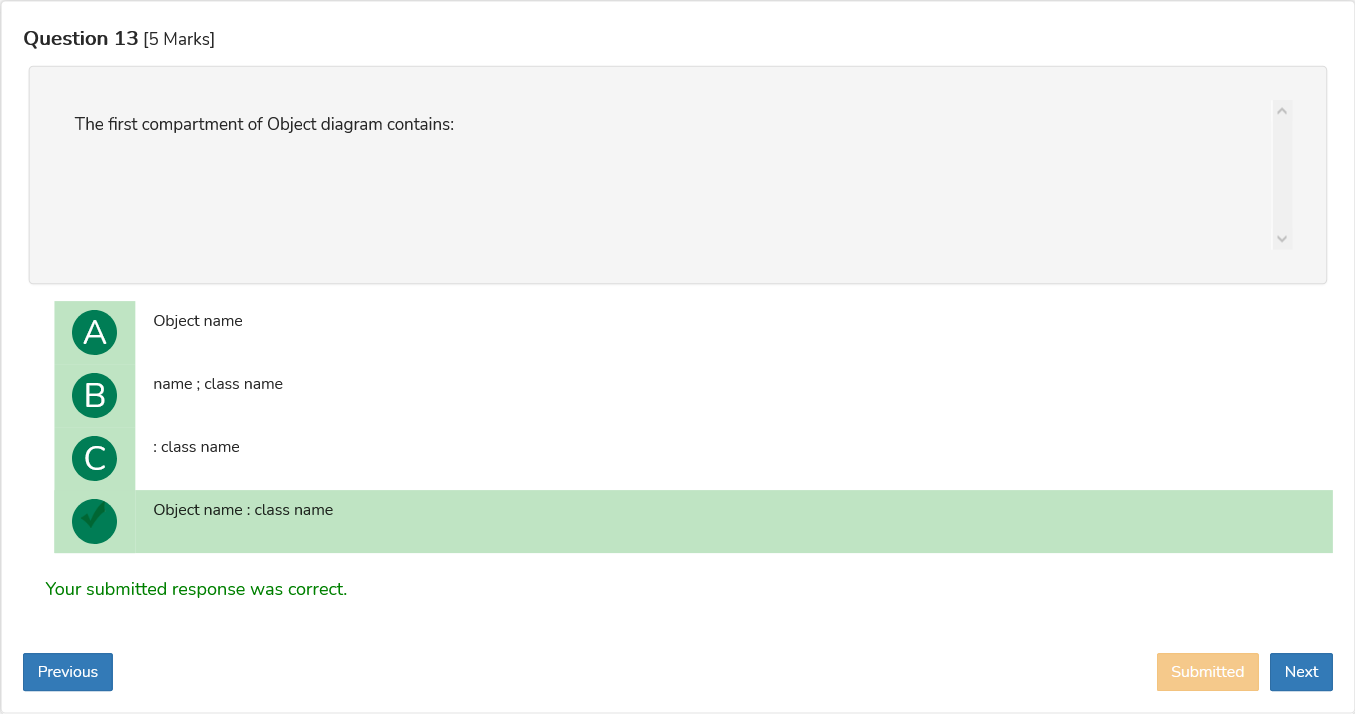 Question 13 [5 Marks]
The first compartment of Object diagram contains:
A Object name
B name ; class name
C : class name
Object name : class name
Your submitted response was correct.
Previous Submitted Next